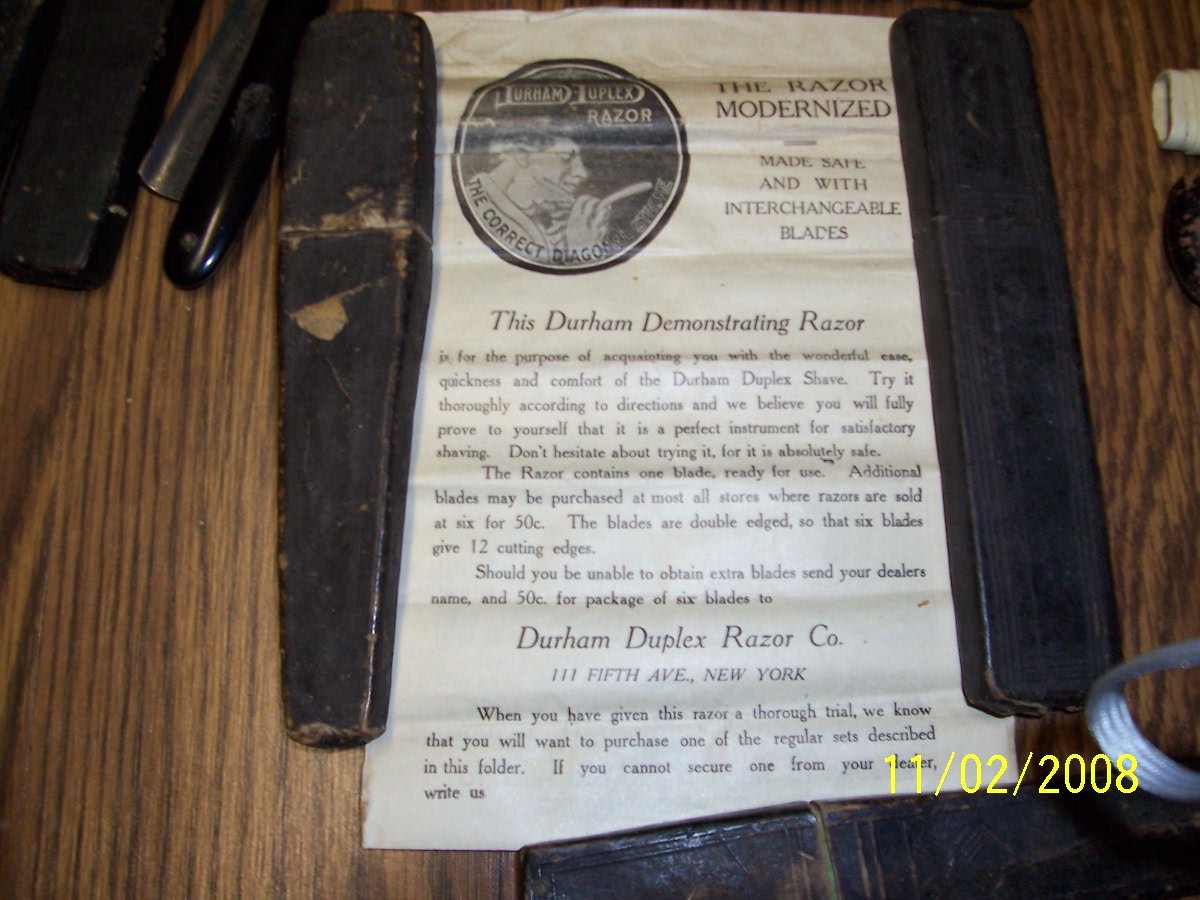 DURHAM DUPLEX
RAZOR
THE CORRECT DIAGONAL STROKE
THE RAZOR
MODERNIZED
MADE SAFE
AND WITH
INTERCHANGEABLE
BLADES
This Durham Demonstrating Razor
is for the purpose of acquainting you with the wonderful ease,
quickness and comfort of the Durham Duplex Shave. Try it
thoroughly according to directions and we believe you will fully
prove to yourself that it is a perfect instrument for satisfactory
shaving. Don't hesitate about trying it, for it is absolutely safe.
The Razor contains one blade, ready for use. Additional
blades may be purchased at most all stores where razors are sold
at six for 50c. The blades are double edged, so that six blades
give 12 cutting edges.
Should you be unable to obtain extra blades send your dealers
name, and 50c. for package of six blades to
Durham Duplex Razor Co.
111 FIFTH AVE., NEW YORK
When you have given this razor a thorough trial, we know
that you will want to purchase one of the regular sets described
in this folder. If you cannot secure one from your dealer,
write us
11/02/2008